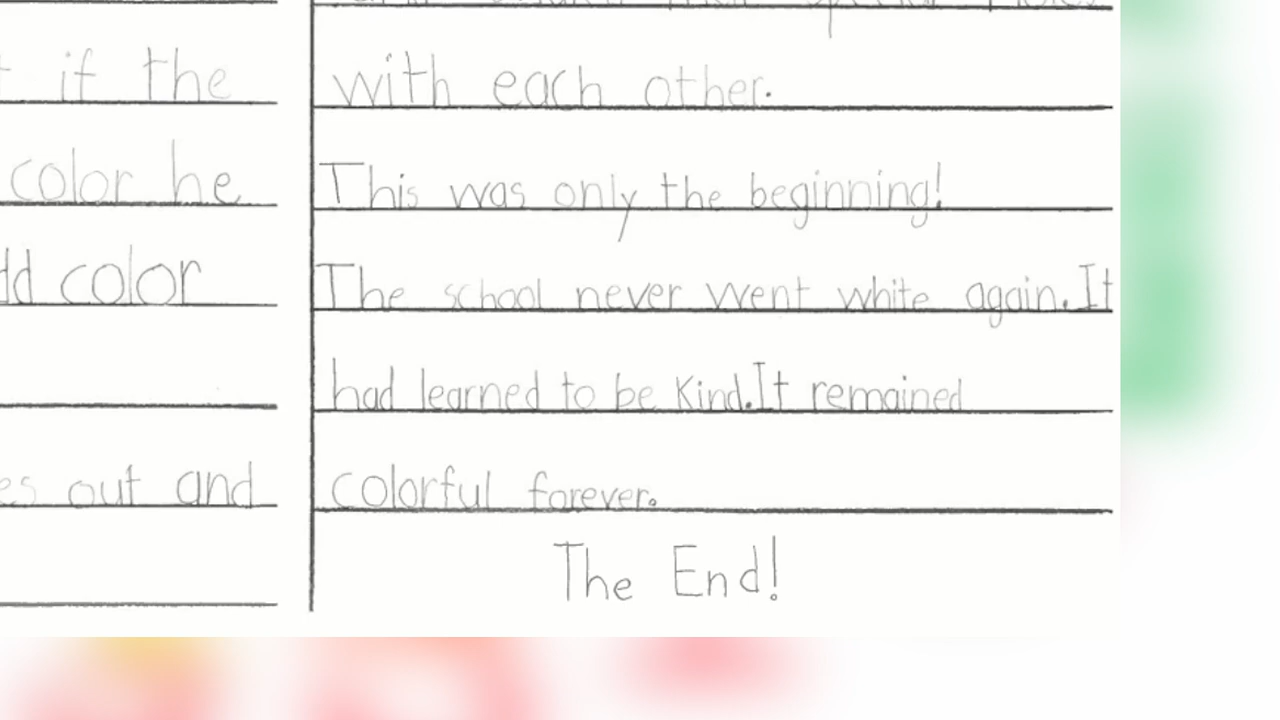 if the
color he
color
out and
with each other.
This was only the beginning!
The school never went white again. It
had learned to be kind. It remained
colorful forever.
The End!